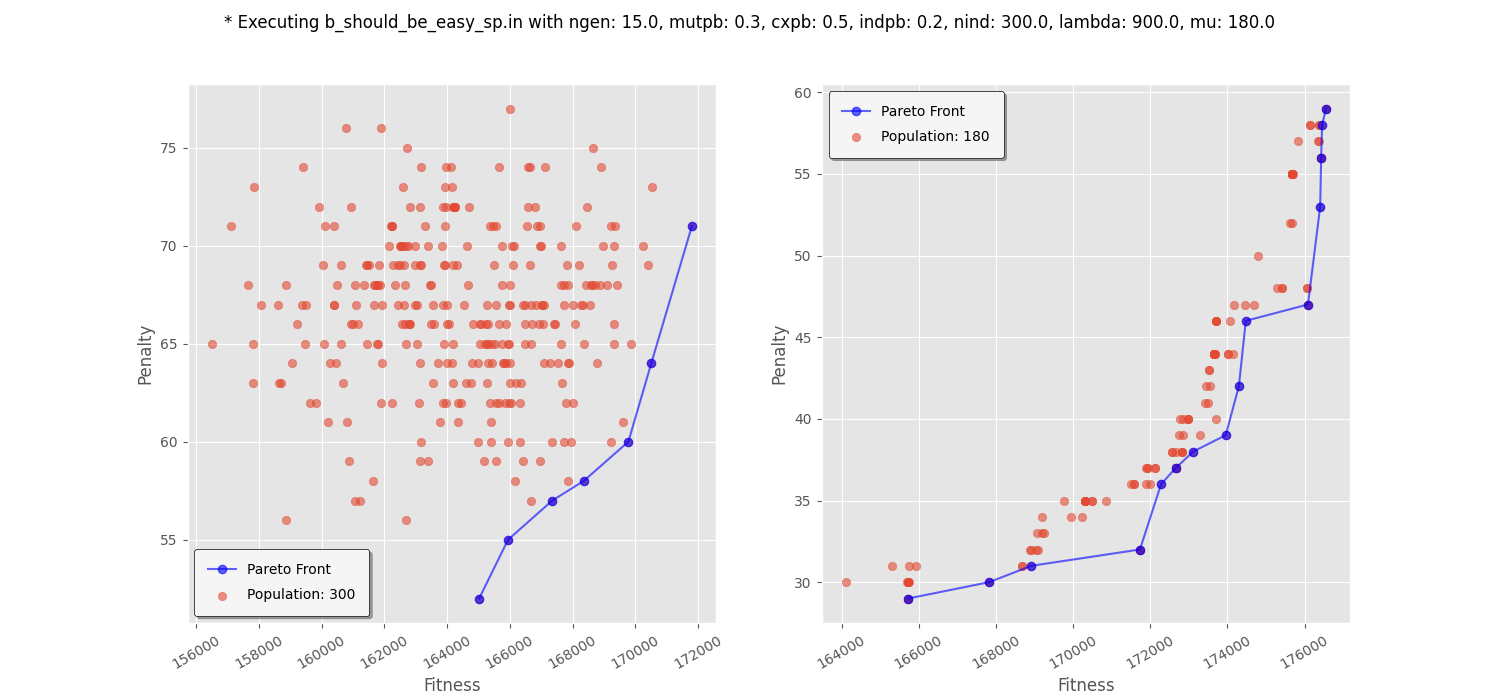 * Executing b_should_be_easy_sp.in with ngen: 15.0, mutpb: 0.3, cxpb: 0.5, indpb: 0.2, nind: 300.0, lambda: 900.0, mu: 180.0
Penalty
75
70
65
60
55
Pareto Front
Population: 300
156000 158000 160000 162000 164000 166000 168000 170000 172000
Fitness
Penalty
60
55
50
45
40
35
30
Pareto Front
Population: 180
164000 166000 168000 170000 172000 174000 176000
Fitness